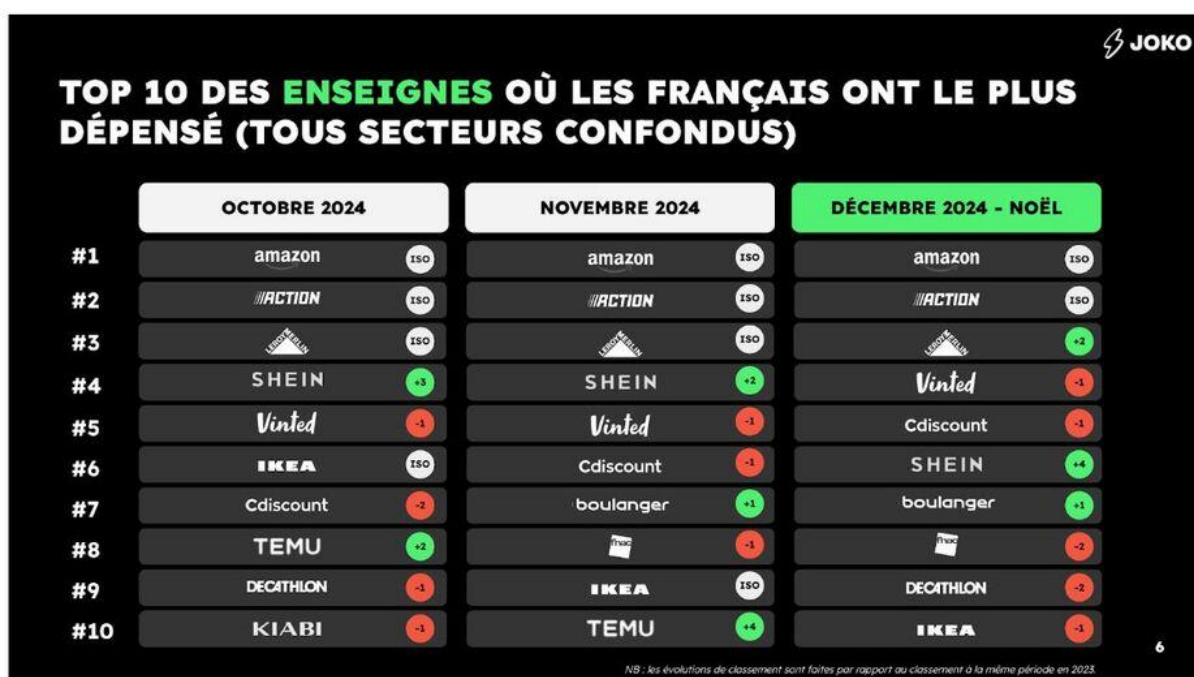 JOKO
TOP 10 DES ENSEIGNES OÙ LES FRANÇAIS ONT LE PLUS
DÉPENSÉ (TOUS SECTEURS CONFONDUS)
OCTOBRE 2024 NOVEMBRE 2024 DÉCEMBRE 2024 - NOËL
#1 amazon ISO amazon ISO amazon ISO
#2 ACTION ISO ACTION ISO ACTION ISO
#3 LEROY MERLIN ISO LEROY MERLIN ISO LEROY MERLIN +2
#4 SHEIN +3 SHEIN +2 Vinted -1
#5 Vinted -1 Vinted -1 Cdiscount -1
#6 IKEA ISO Cdiscount -1 SHEIN +4
#7 Cdiscount -2 boulanger +1 boulanger +1
#8 TEMU +2 fnac -1 fnac -2
#9 DECATHLON -1 IKEA ISO DECATHLON -2
#10 KIABI -1 TEMU +4 IKEA -1
6
NB : les évolutions de classement sont faites par rapport au classement à la même période en 2023.